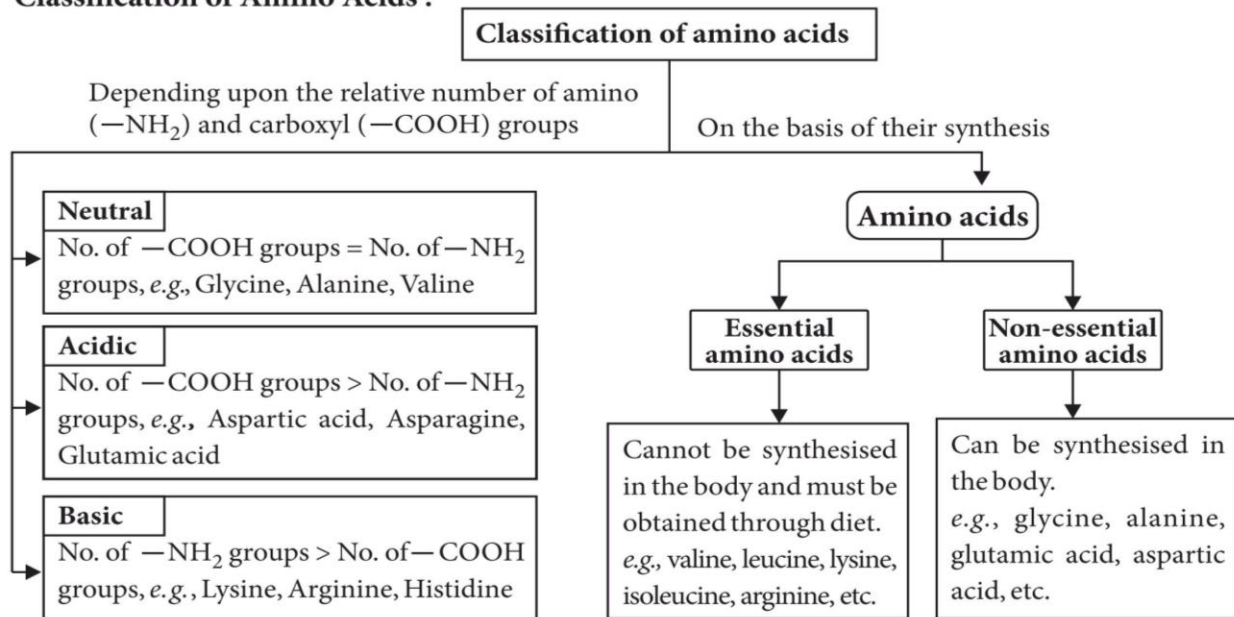 Classification of Amino Acids :
Classification of amino acids
Depending upon the relative number of amino
(—NH₂) and carboxyl (—COOH) groups
On the basis of their synthesis
Neutral
No. of —COOH groups = No. of —NH₂
groups, e.g., Glycine, Alanine, Valine
Acidic
No. of —COOH groups > No. of —NH₂
groups, e.g., Aspartic acid, Asparagine,
Glutamic acid
Basic
No. of —NH₂ groups > No. of —COOH
groups, e.g., Lysine, Arginine, Histidine
Amino acids
Essential
amino acids
Cannot be synthesised
in the body and must be
obtained through diet.
e.g., valine, leucine, lysine,
isoleucine, arginine, etc.
Non-essential
amino acids
Can be synthesised in
the body.
e.g., glycine, alanine,
glutamic acid, aspartic
acid, etc.